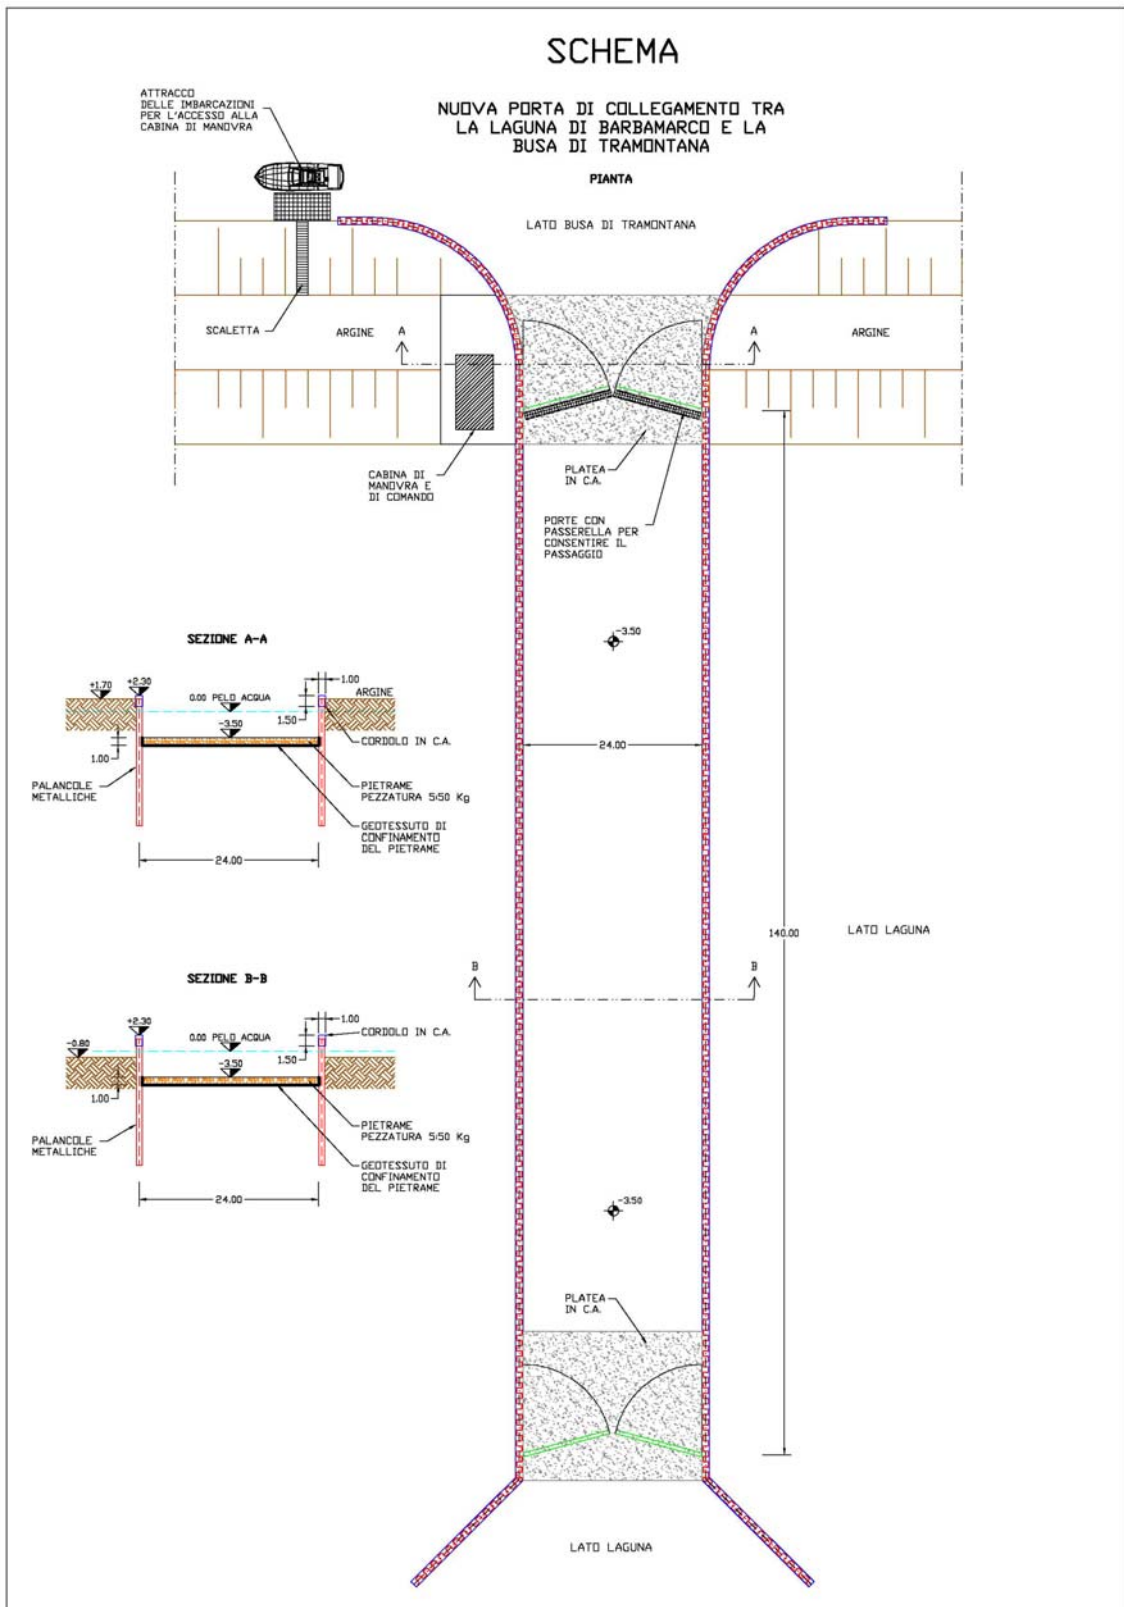 SCHEMA
NUOVA PORTA DI COLLEGAMENTO TRA
LA LAGUNA DI BARBAMARCO E LA
BUSA DI TRAMONTANA
PIANTA
ATTRACCO
DELLE IMBARCAZIONI
PER L'ACCESSO ALLA
CABINA DI MANOVRA
LATO BUSA DI TRAMONTANA
SCALETTA
ARGINE
A
A
ARGINE
CABINA DI
MANOVRA E
DI COMANDO
PLATEA
IN C.A.
PORTE CON
PASSERELLA PER
CONSENTIRE IL
PASSAGGIO
-3.50
24.00
140.00
LATO LAGUNA
B
B
-3.50
PLATEA
IN C.A.
LATO LAGUNA
SEZIONE A-A
+1.70
+2.30
0.00 PELO ACQUA
1.00
ARGINE
1.50
-3.50
CORDOLO IN C.A.
1.00
PALANCOLE
METALLICHE
PIETRAME
PEZZATURA 5÷50 Kg
GEOTESSUTO DI
CONFINAMENTO
DEL PIETRAME
24.00
SEZIONE B-B
+2.30
-0.80
0.00 PELO ACQUA
1.00
CORDOLO IN C.A.
1.50
-3.50
1.00
PALANCOLE
METALLICHE
PIETRAME
PEZZATURA 5÷50 Kg
GEOTESSUTO DI
CONFINAMENTO
DEL PIETRAME
24.00